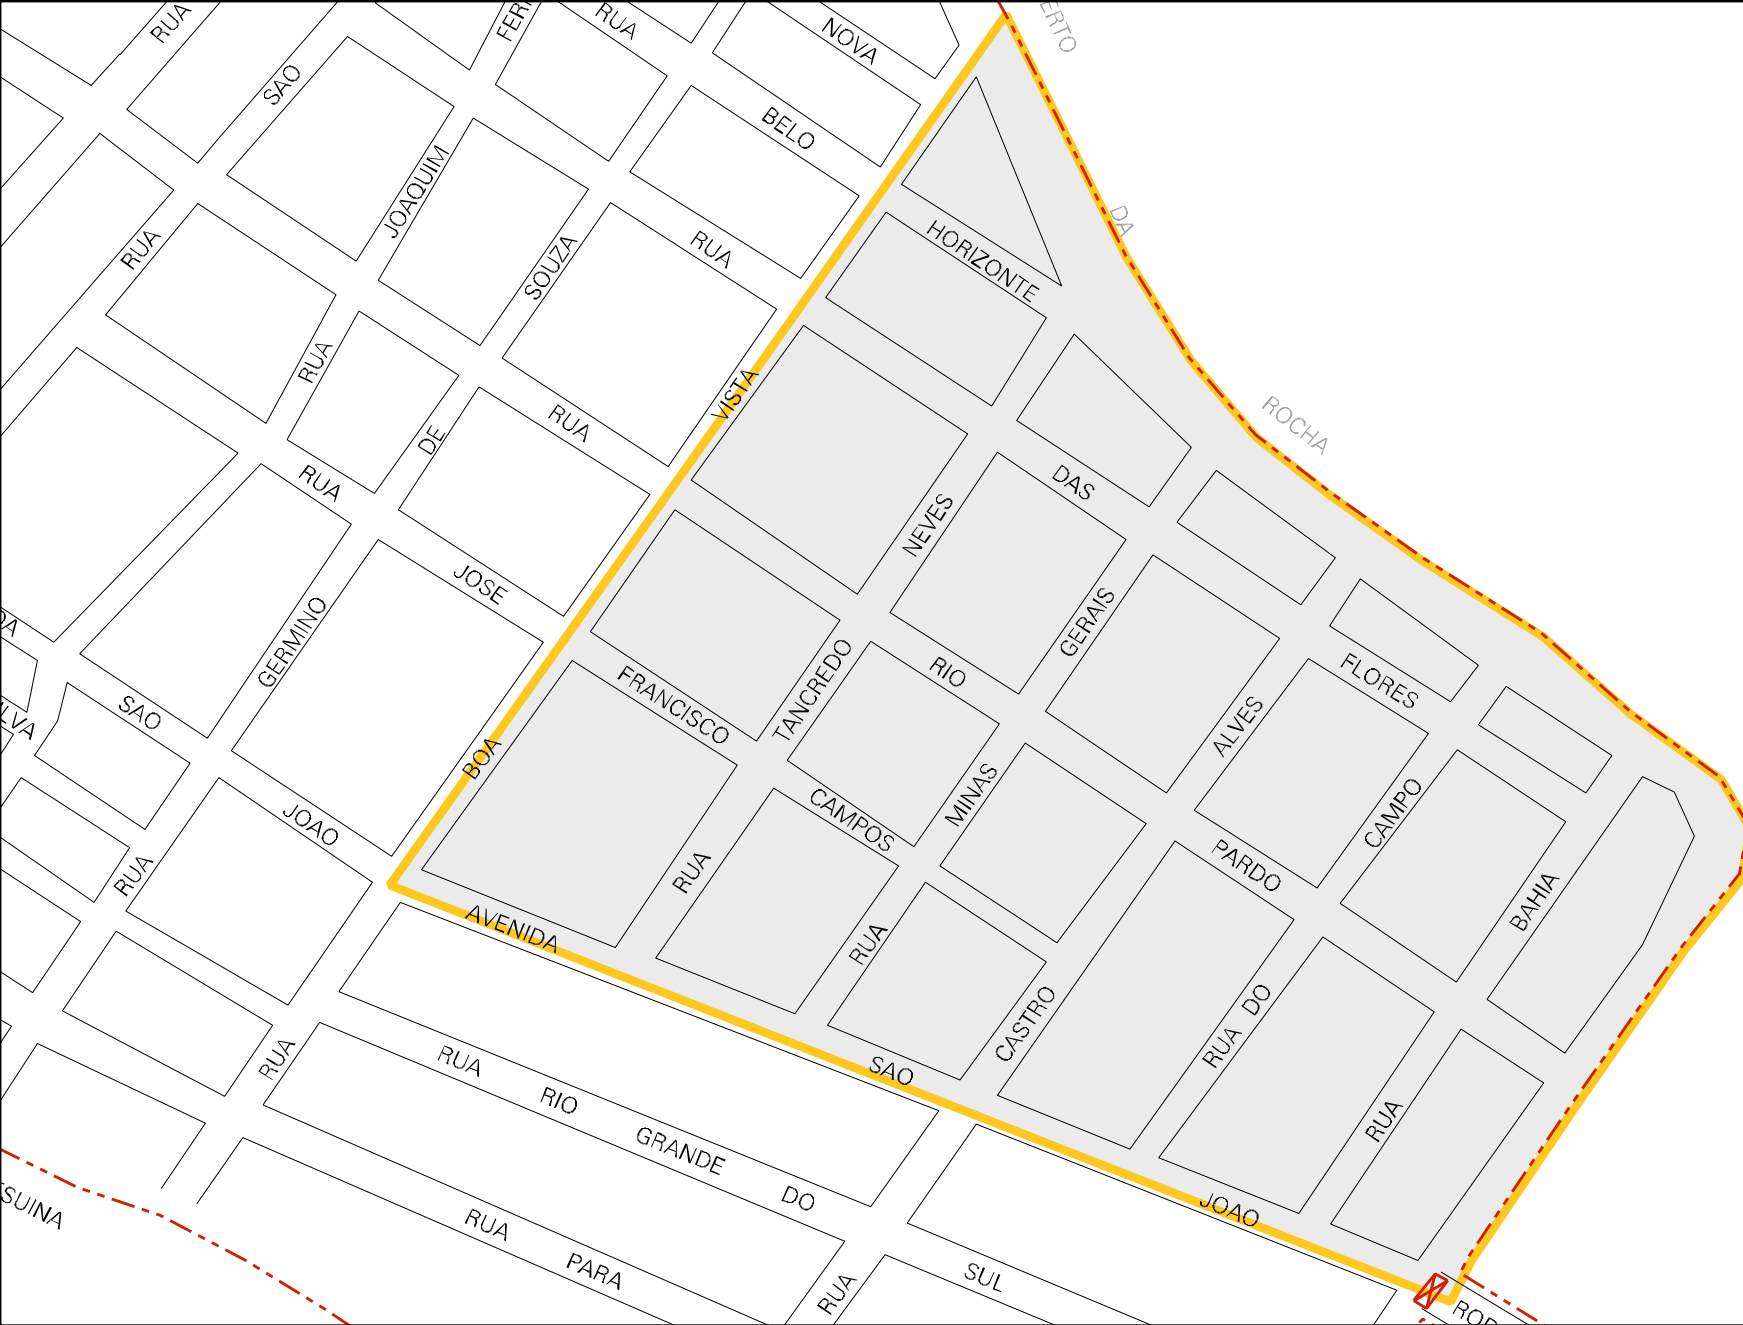 RUA
FER
RUA
NOVA
ERTO
SAO
BELO
JOAQUIM
DA
RUA
SOUZA
RUA
HORIZONTE
RUA
VISTA
ROCHA
DE
RUA
RUA
DAS
NEVES
JOSE
GERAIS
GERMINO
DA
FRANCISCO
TANCREDO
RIO
FLORES
SAO
LVA
ALVES
BOA
JOAO
CAMPOS
MINAS
CAMPO
RUA
RUA
PARDO
BAHIA
AVENIDA
RUA
CASTRO
DO
RUA
RUA
RUA
SAO
RIO
GRANDE
DO
RUA
RUA
JOAO
SUINA
RUA
PARA
RUA
SUL
ROD